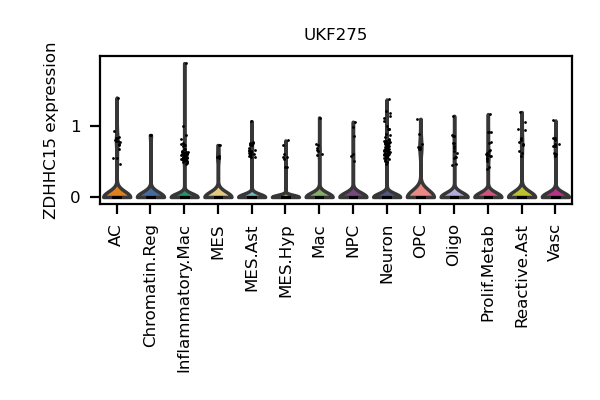 UKF275
ZDHHC15 expression
1
0
AC
Chromatin.Reg
Inflammatory.Mac
MES
MES.Ast
MES.Hyp
Mac
NPC
Neuron
OPC
Oligo
Prolif.Metab
Reactive.Ast
Vasc